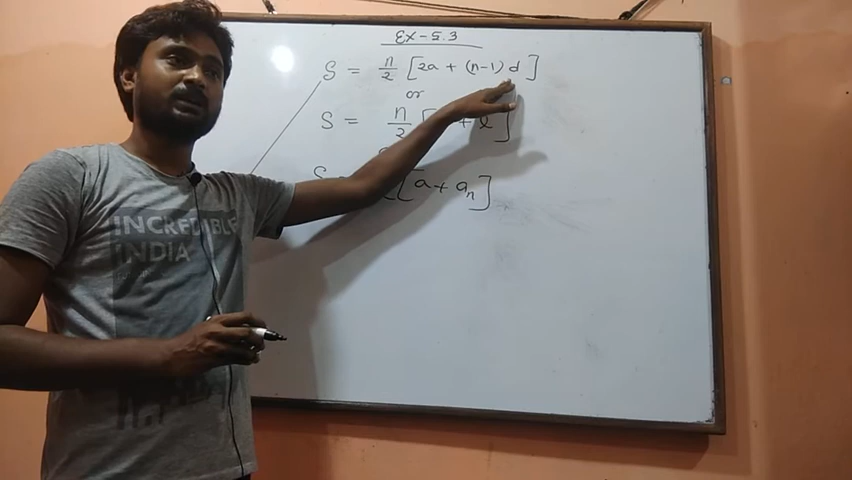 Ex-5.3
S = n/2 [2a + (n-1) d]
or
S = n/2 [ + l]
[a + aₙ]
INCREDIBLE
INDIA